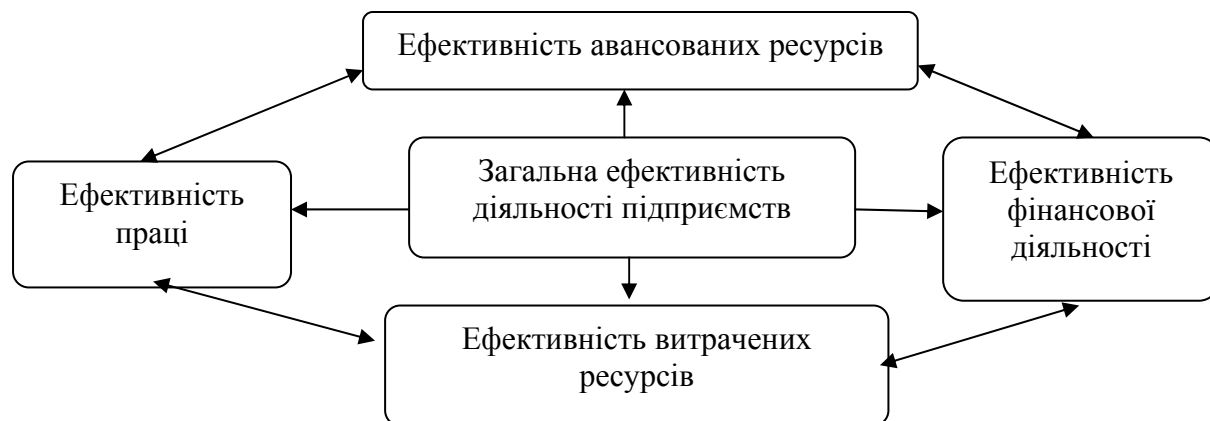 Ефективність авансованих ресурсів
Ефективність
праці
Загальна ефективність
діяльності підприємств
Ефективність
фінансової
діяльності
Ефективність витрачених
ресурсів